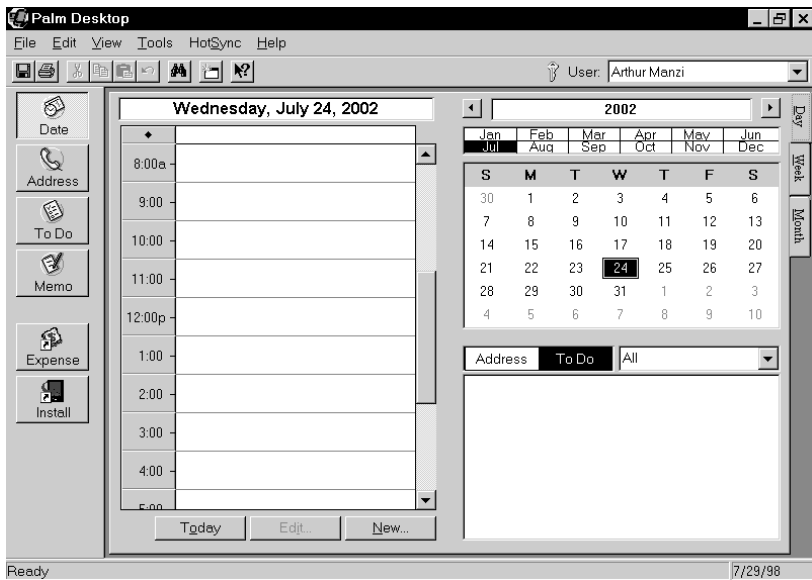 Palm Desktop
File Edit View Tools HotSync Help
User: Arthur Manzi
Date
Address
To Do
Memo
Expense
Install
Wednesday, July 24, 2002
8:00a
9:00
10:00
11:00
12:00p
1:00
2:00
3:00
4:00
5:00
Today Edit... New...
2002
Jan Feb Mar Apr May Jun
Jul Aug Sep Oct Nov Dec
S M T W T F S
30 1 2 3 4 5 6
7 8 9 10 11 12 13
14 15 16 17 18 19 20
21 22 23 24 25 26 27
28 29 30 31 1 2 3
4 5 6 7 8 9 10
Address To Do All
Day
Week
Month
Ready 7/29/98